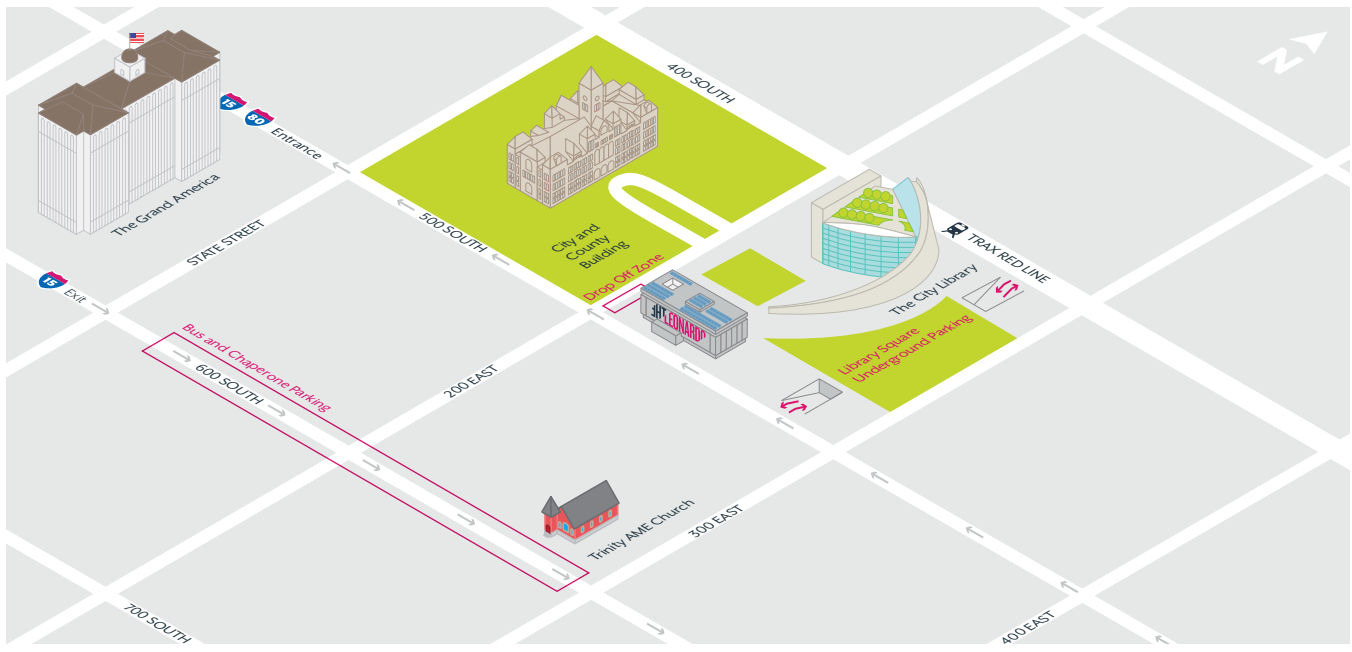 400 SOUTH
N
15
80
Entrance
The Grand America
STATE STREET
500 SOUTH
City and
County
Building
Drop Off Zone
THE LEONARDO
TRAX RED LINE
The City Library
Library Square
Underground Parking
15
Exit
Bus and Chaperone Parking
600 SOUTH
200 EAST
Trinity AME Church
300 EAST
700 SOUTH
400 EAST